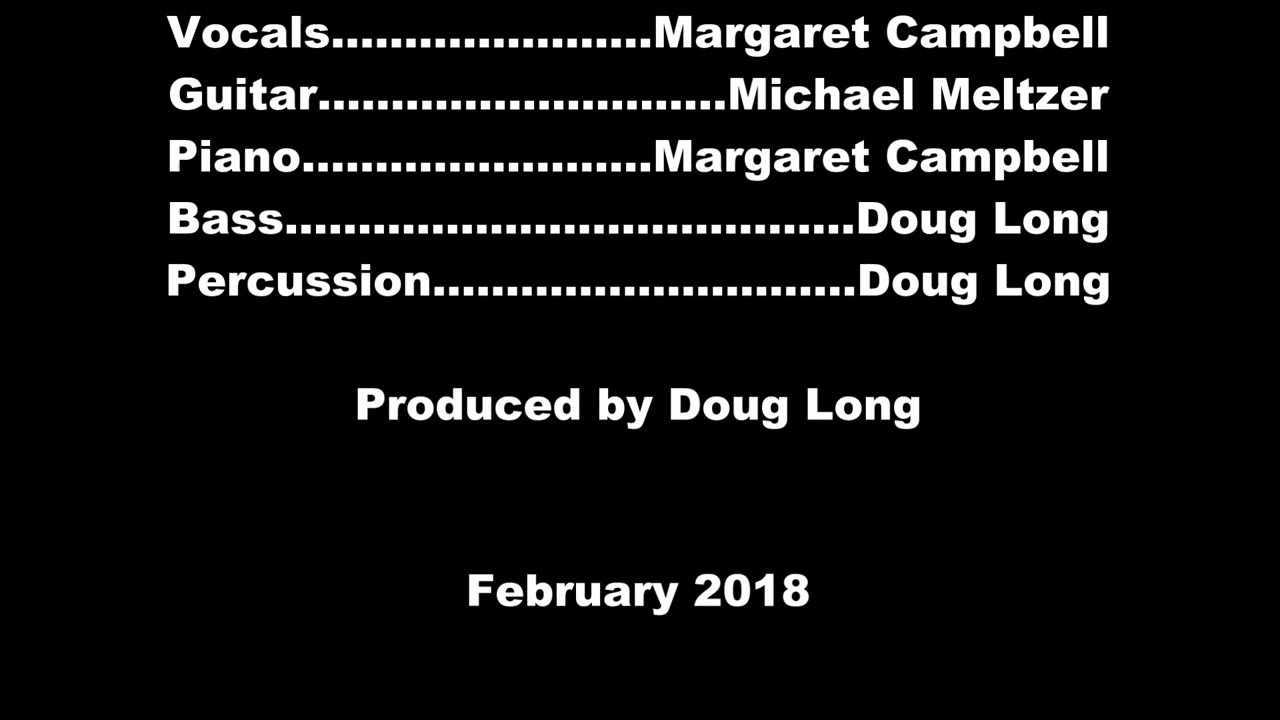 Vocals......................Margaret Campbell
Guitar............................Michael Meltzer
Piano........................Margaret Campbell
Bass.......................................Doug Long
Percussion.............................Doug Long
Produced by Doug Long
February 2018